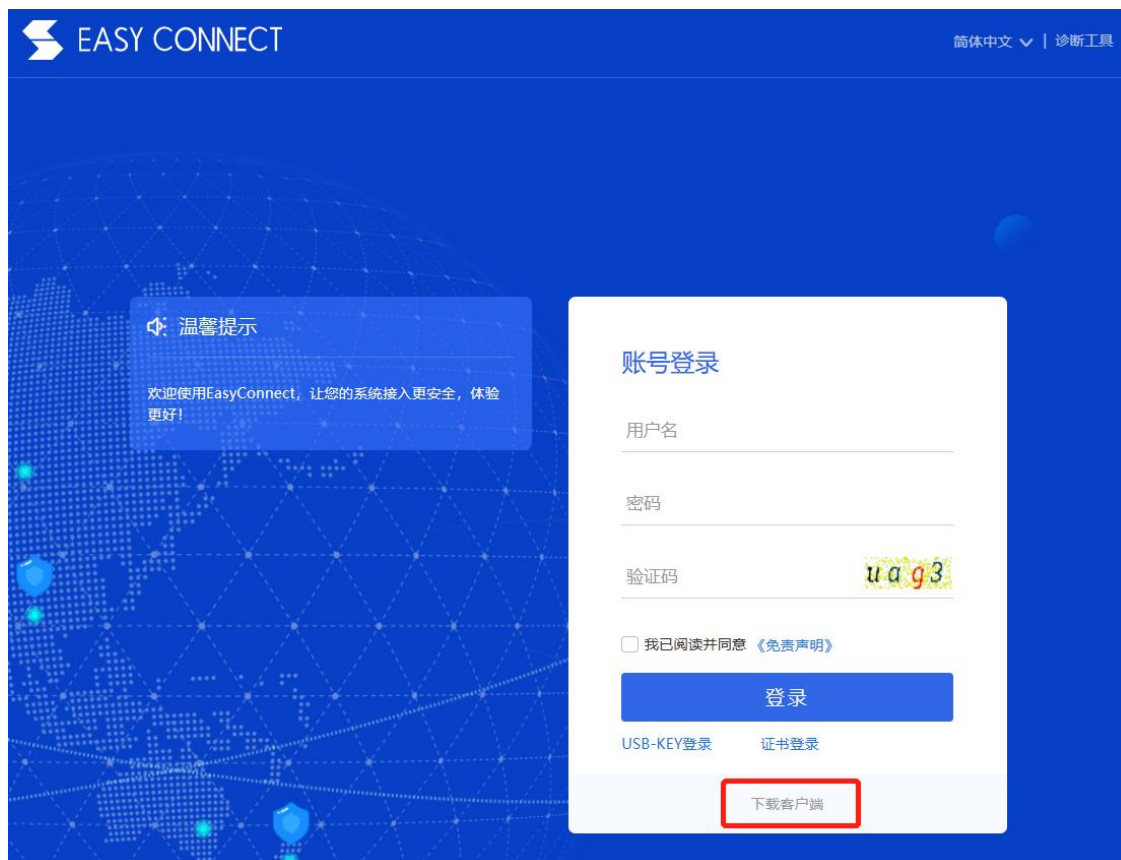 EASY CONNECT
简体中文 | 诊断工具
温馨提示
欢迎使用EasyConnect，让您的系统接入更安全，体验
更好！
账号登录
用户名
密码
验证码 uag3
我已阅读并同意 《免责声明》
登录
USB-KEY登录 证书登录
下载客户端